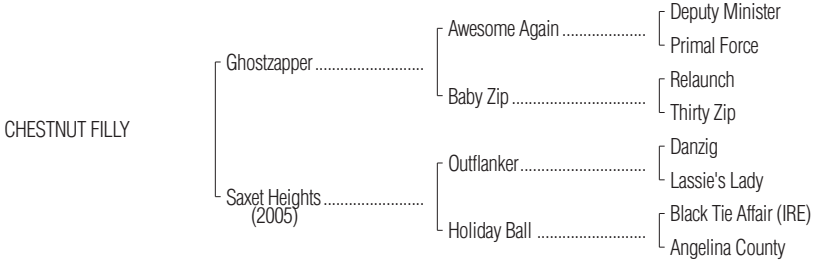 Deputy Minister
Awesome Again ......................
Primal Force
Ghostzapper ..........................
Relaunch
Baby Zip ...................................
Thirty Zip
CHESTNUT FILLY
Danzig
Outflanker.................................
Lassie's Lady
Saxet Heights........................
(2005)
Black Tie Affair (IRE)
Holiday Ball ............................
Angelina County